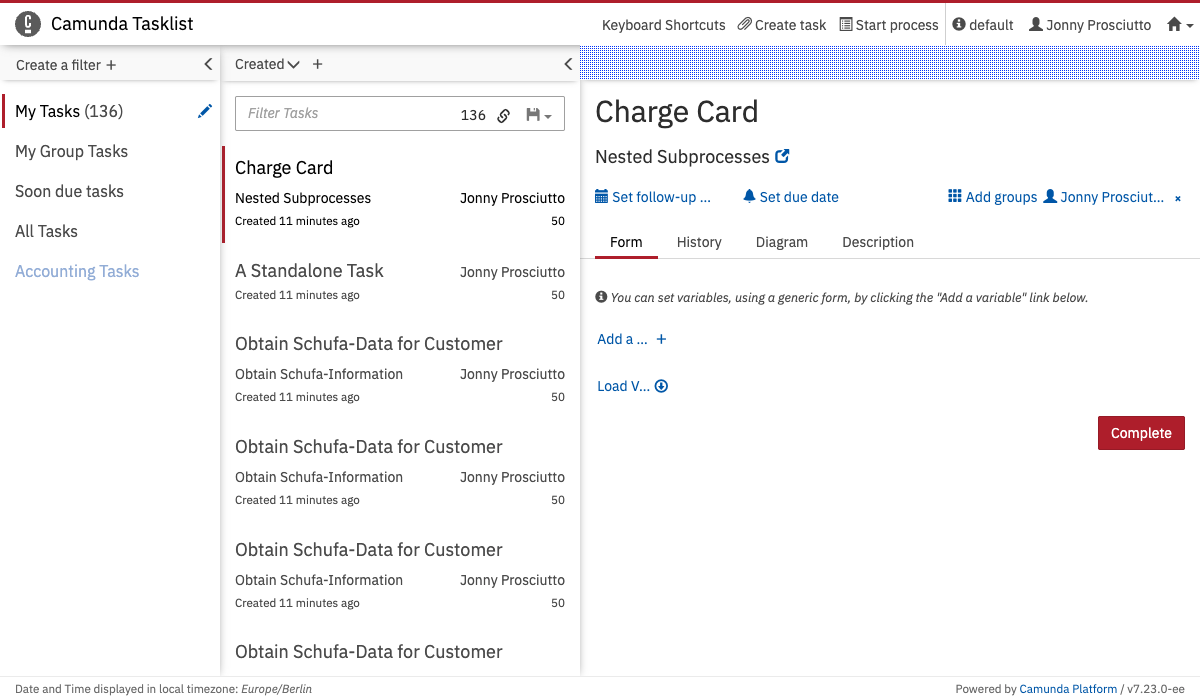 Camunda Tasklist
Keyboard Shortcuts Create task Start process default Jonny Prosciutto
Create a filter +
My Tasks (136)
My Group Tasks
Soon due tasks
All Tasks
Accounting Tasks
Created +
Filter Tasks 136
Charge Card
Nested Subprocesses Jonny Prosciutto
Created 11 minutes ago 50
A Standalone Task Jonny Prosciutto
Created 11 minutes ago 50
Obtain Schufa-Data for Customer
Obtain Schufa-Information Jonny Prosciutto
Created 11 minutes ago 50
Obtain Schufa-Data for Customer
Obtain Schufa-Information Jonny Prosciutto
Created 11 minutes ago 50
Obtain Schufa-Data for Customer
Obtain Schufa-Information Jonny Prosciutto
Created 11 minutes ago 50
Obtain Schufa-Data for Customer
Charge Card
Nested Subprocesses
Set follow-up ... Set due date Add groups Jonny Prosciut... ×
Form History Diagram Description
You can set variables, using a generic form, by clicking the "Add a variable" link below.
Add a ... +
Load V...
Complete
Date and Time displayed in local timezone: Europe/Berlin
Powered by Camunda Platform / v7.23.0-ee